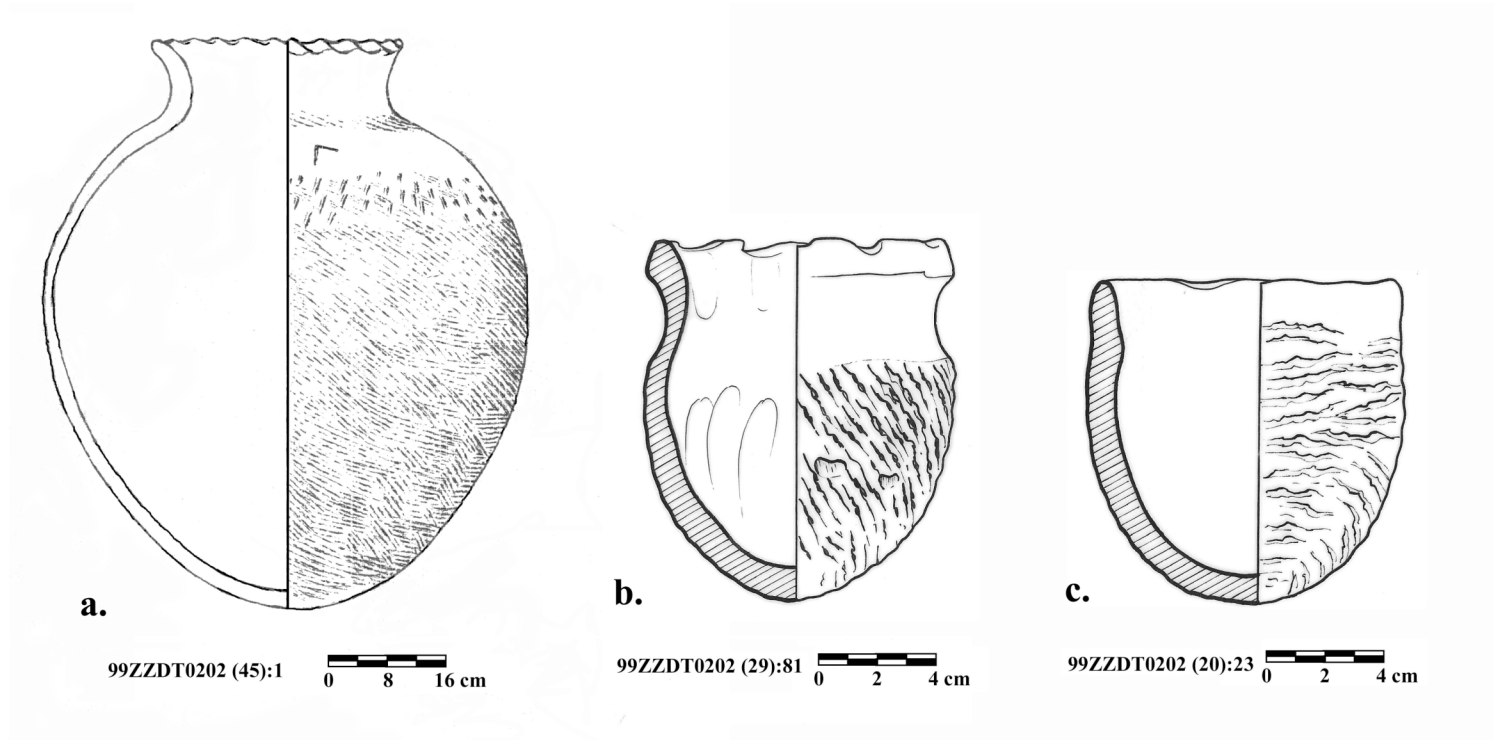 a.
99ZZDT0202 (45):1
0 8 16 cm
b.
99ZZDT0202 (29):81
0 2 4 cm
c.
99ZZDT0202 (20):23
0 2 4 cm